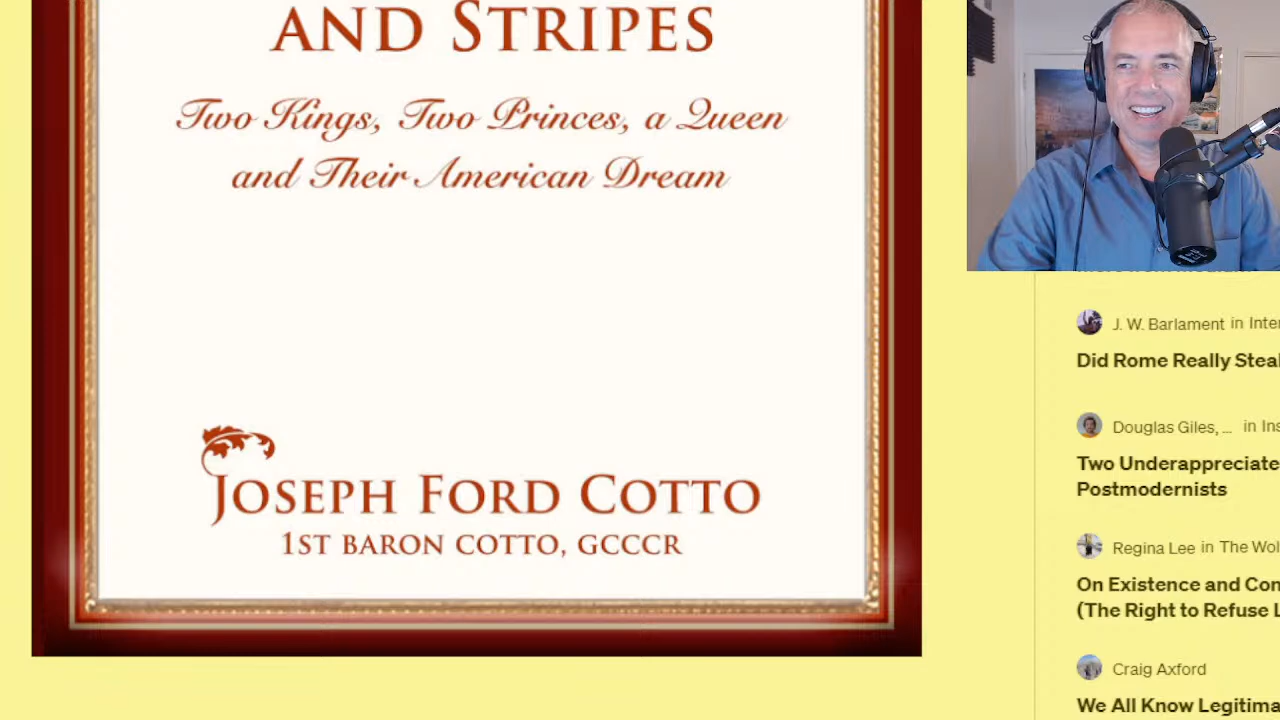 AND STRIPES
Two Kings, Two Princes, a Queen
and Their American Dream
JOSEPH FORD COTTO
1ST BARON COTTO, GCCCR
J. W. Barlament in Inter
Did Rome Really Steal
Douglas Giles, ... in Ins
Two Underappreciate
Postmodernists
Regina Lee in The Wol
On Existence and Con
(The Right to Refuse L
Craig Axford
We All Know Legitima